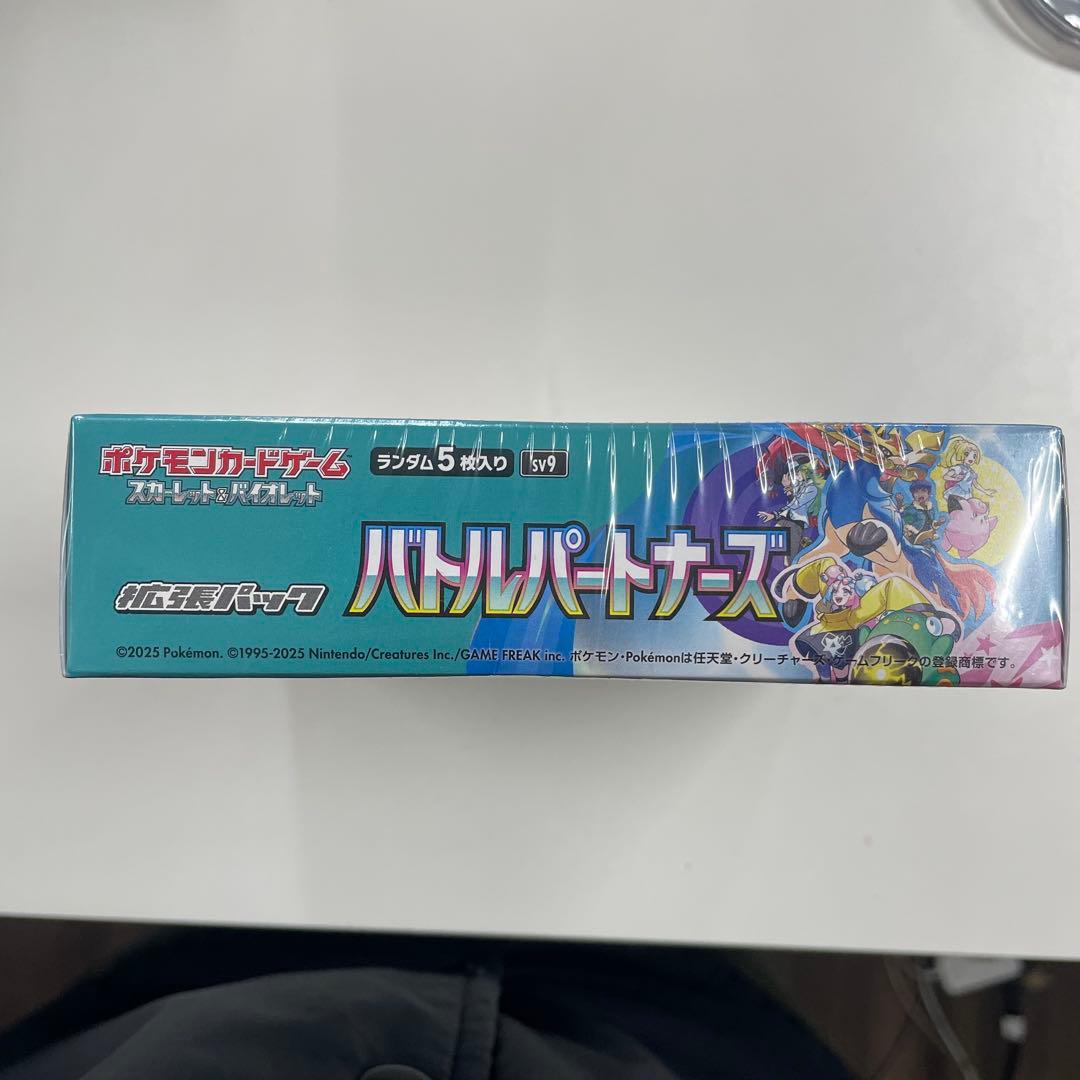 ポケモンカードゲーム
スカーレット&バイオレット
ランダム5枚入り
sv9
拡張パック
バトルパートナーズ
©2025 Pokémon. ©1995-2025 Nintendo/Creatures Inc./GAME FREAK inc. ポケモン・Pokémonは任天堂・クリーチャーズ・ゲームフリークの登録商標です。